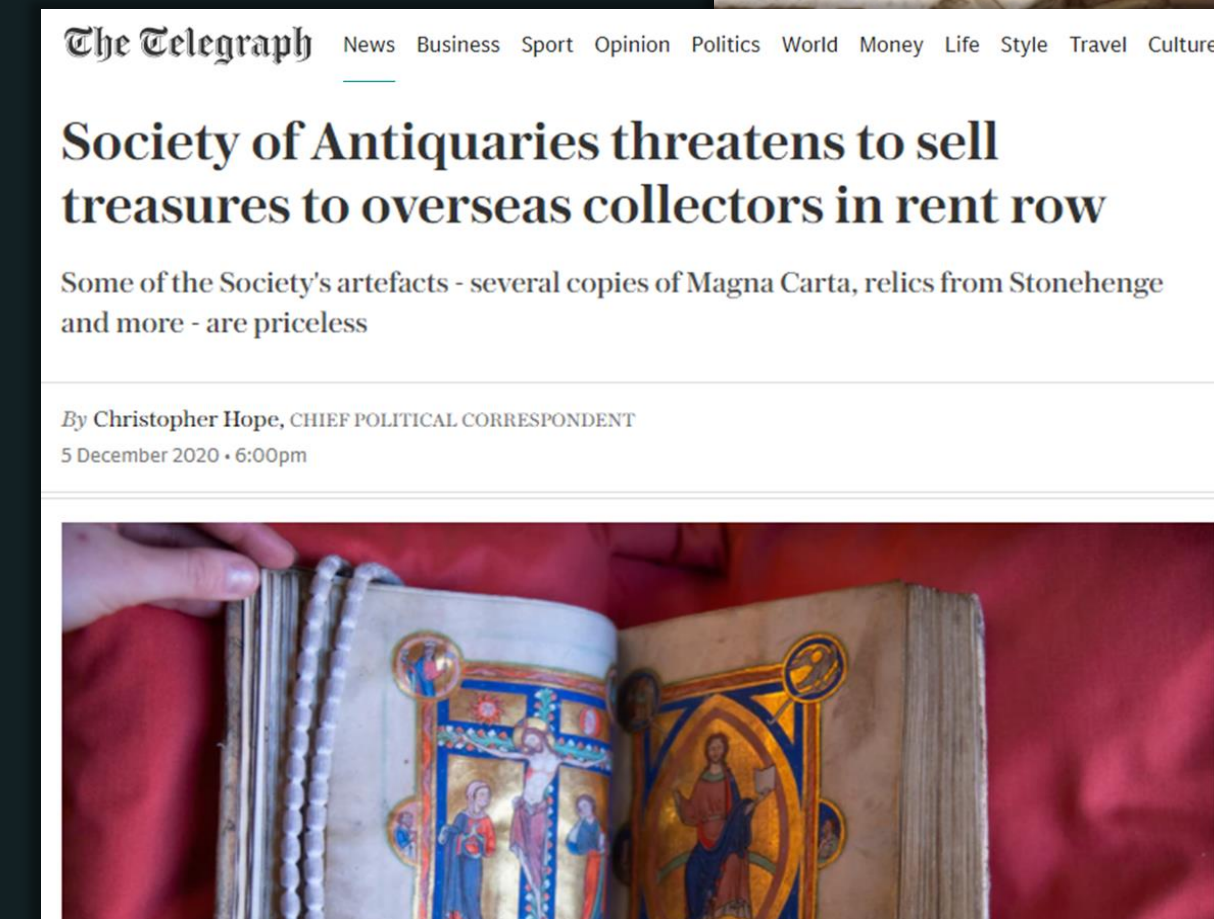 The Telegraph News Business Sport Opinion Politics World Money Life Style Travel Culture
Society of Antiquaries threatens to sell
treasures to overseas collectors in rent row
Some of the Society's artefacts - several copies of Magna Carta, relics from Stonehenge
and more - are priceless
By Christopher Hope, CHIEF POLITICAL CORRESPONDENT
5 December 2020 • 6:00pm